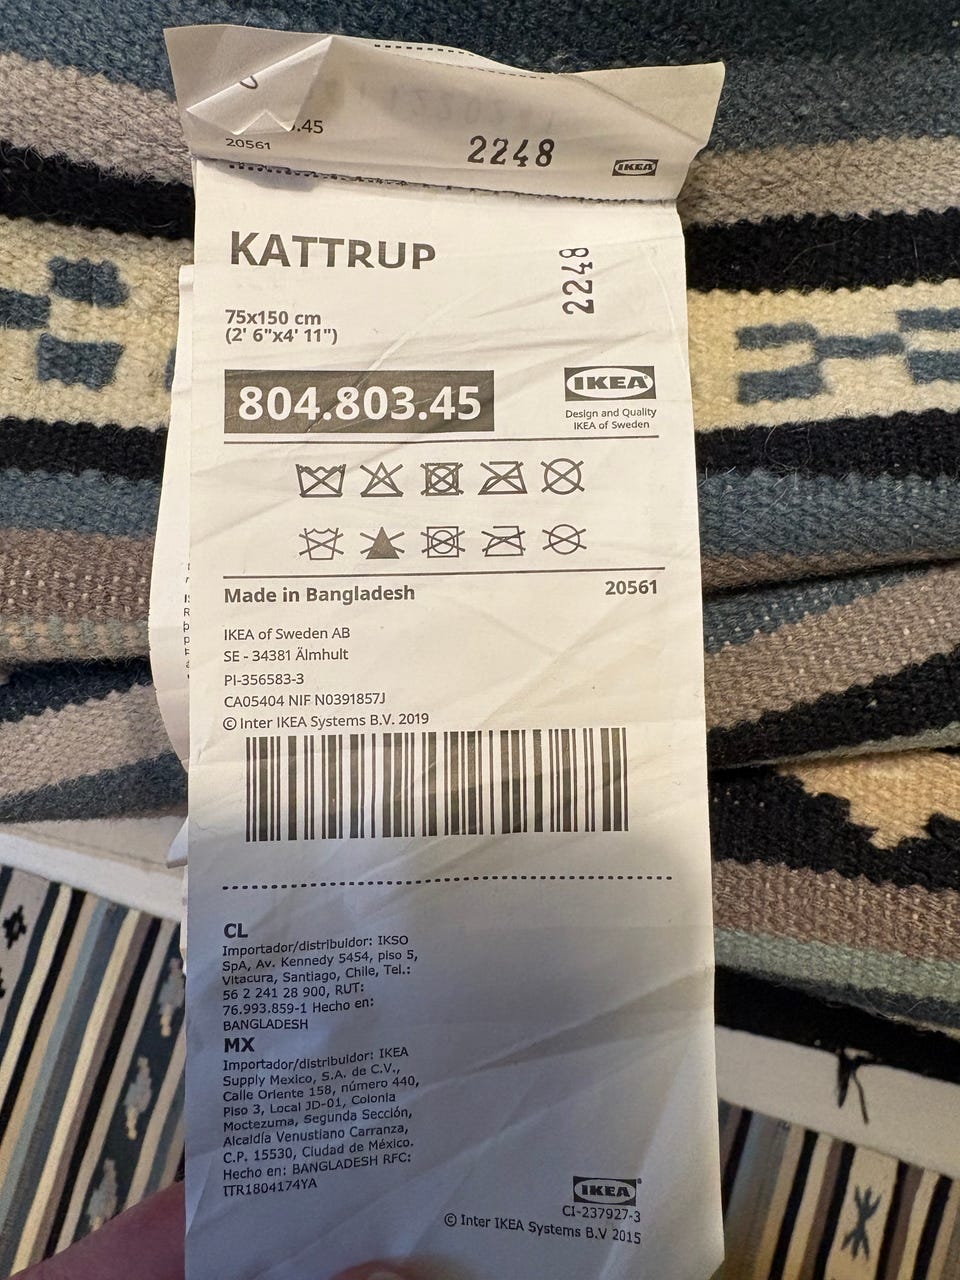 .45
20561
2248
IKEA
KATTRUP
2248
75x150 cm
(2' 6"x4' 11")
804.803.45
IKEA
Design and Quality
IKEA of Sweden
Made in Bangladesh
20561
IKEA of Sweden AB
SE - 34381 Älmhult
PI-356583-3
CA05404 NIF N0391857J
© Inter IKEA Systems B.V. 2019
CL
Importador/distribuidor: IKSO
SpA, Av. Kennedy 5454, piso 5,
Vitacura, Santiago, Chile, Tel.:
56 2 241 28 900, RUT:
76.993.859-1 Hecho en:
BANGLADESH
MX
Importador/distribuidor: IKEA
Supply Mexico, S.A. de C.V.,
Calle Oriente 158, número 440,
Piso 3, Local JD-01, Colonia
Moctezuma, Segunda Sección,
Alcaldía Venustiano Carranza,
C.P. 15530, Ciudad de México.
Hecho en: BANGLADESH RFC:
ITR1804174YA
IKEA
CI-237927-3
© Inter IKEA Systems B.V 2015